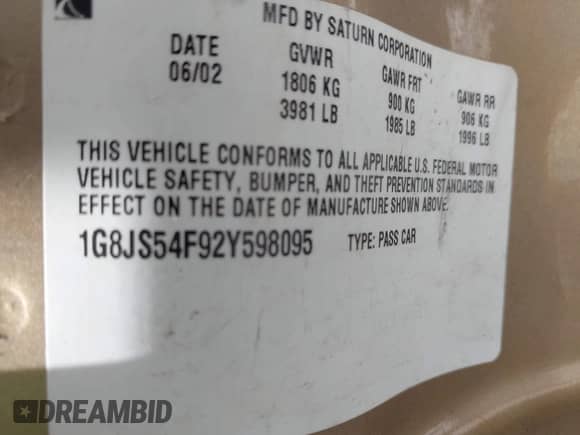 MFD BY SATURN CORPORATION
DATE GVWR GAWR FRT GAWR RR
06/02 1806 KG 900 KG 906 KG
3981 LB 1985 LB 1996 LB
THIS VEHICLE CONFORMS TO ALL APPLICABLE U.S. FEDERAL MOTOR
VEHICLE SAFETY, BUMPER, AND THEFT PREVENTION STANDARDS IN
EFFECT ON THE DATE OF MANUFACTURE SHOWN ABOVE.
1G8JS54F92Y598095 TYPE: PASS CAR
DREAMBID